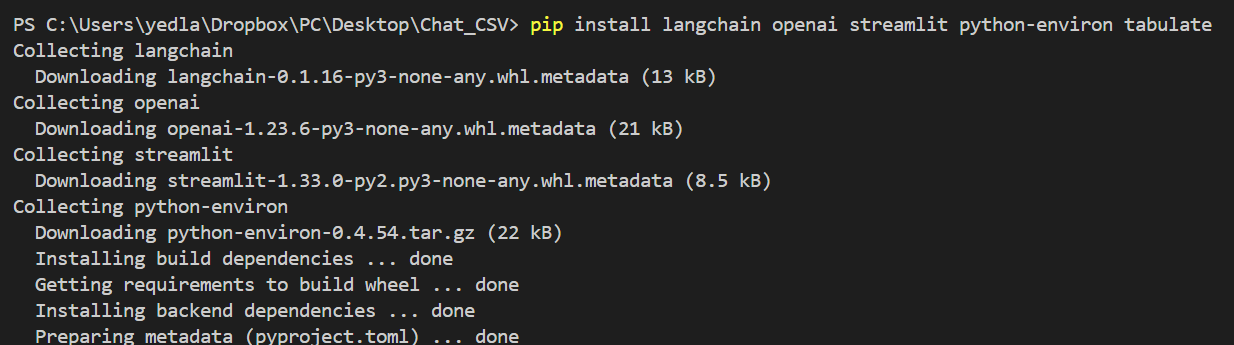 PS C:\Users\yedla\Dropbox\PC\Desktop\Chat_CSV> pip install langchain openai streamlit python-environ tabulate
Collecting langchain
  Downloading langchain-0.1.16-py3-none-any.whl.metadata (13 kB)
Collecting openai
  Downloading openai-1.23.6-py3-none-any.whl.metadata (21 kB)
Collecting streamlit
  Downloading streamlit-1.33.0-py2.py3-none-any.whl.metadata (8.5 kB)
Collecting python-environ
  Downloading python-environ-0.4.54.tar.gz (22 kB)
  Installing build dependencies ... done
  Getting requirements to build wheel ... done
  Installing backend dependencies ... done
  Preparing metadata (pyproject.toml) ... done